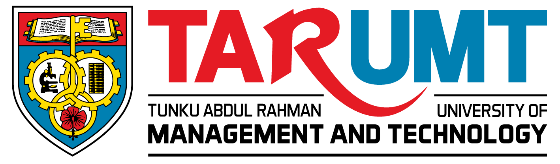 TARUMT
TUNKU ABDUL RAHMAN UNIVERSITY OF
MANAGEMENT AND TECHNOLOGY